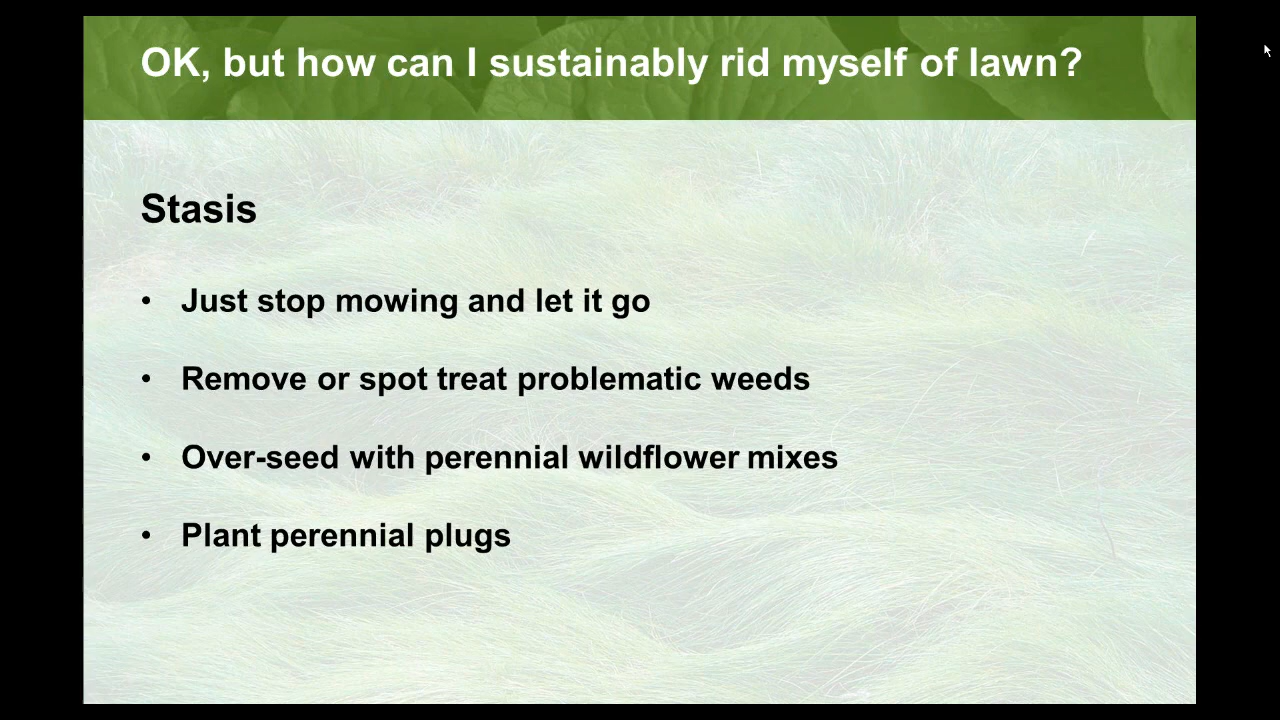 OK, but how can I sustainably rid myself of lawn?
Stasis
• Just stop mowing and let it go
• Remove or spot treat problematic weeds
• Over-seed with perennial wildflower mixes
• Plant perennial plugs